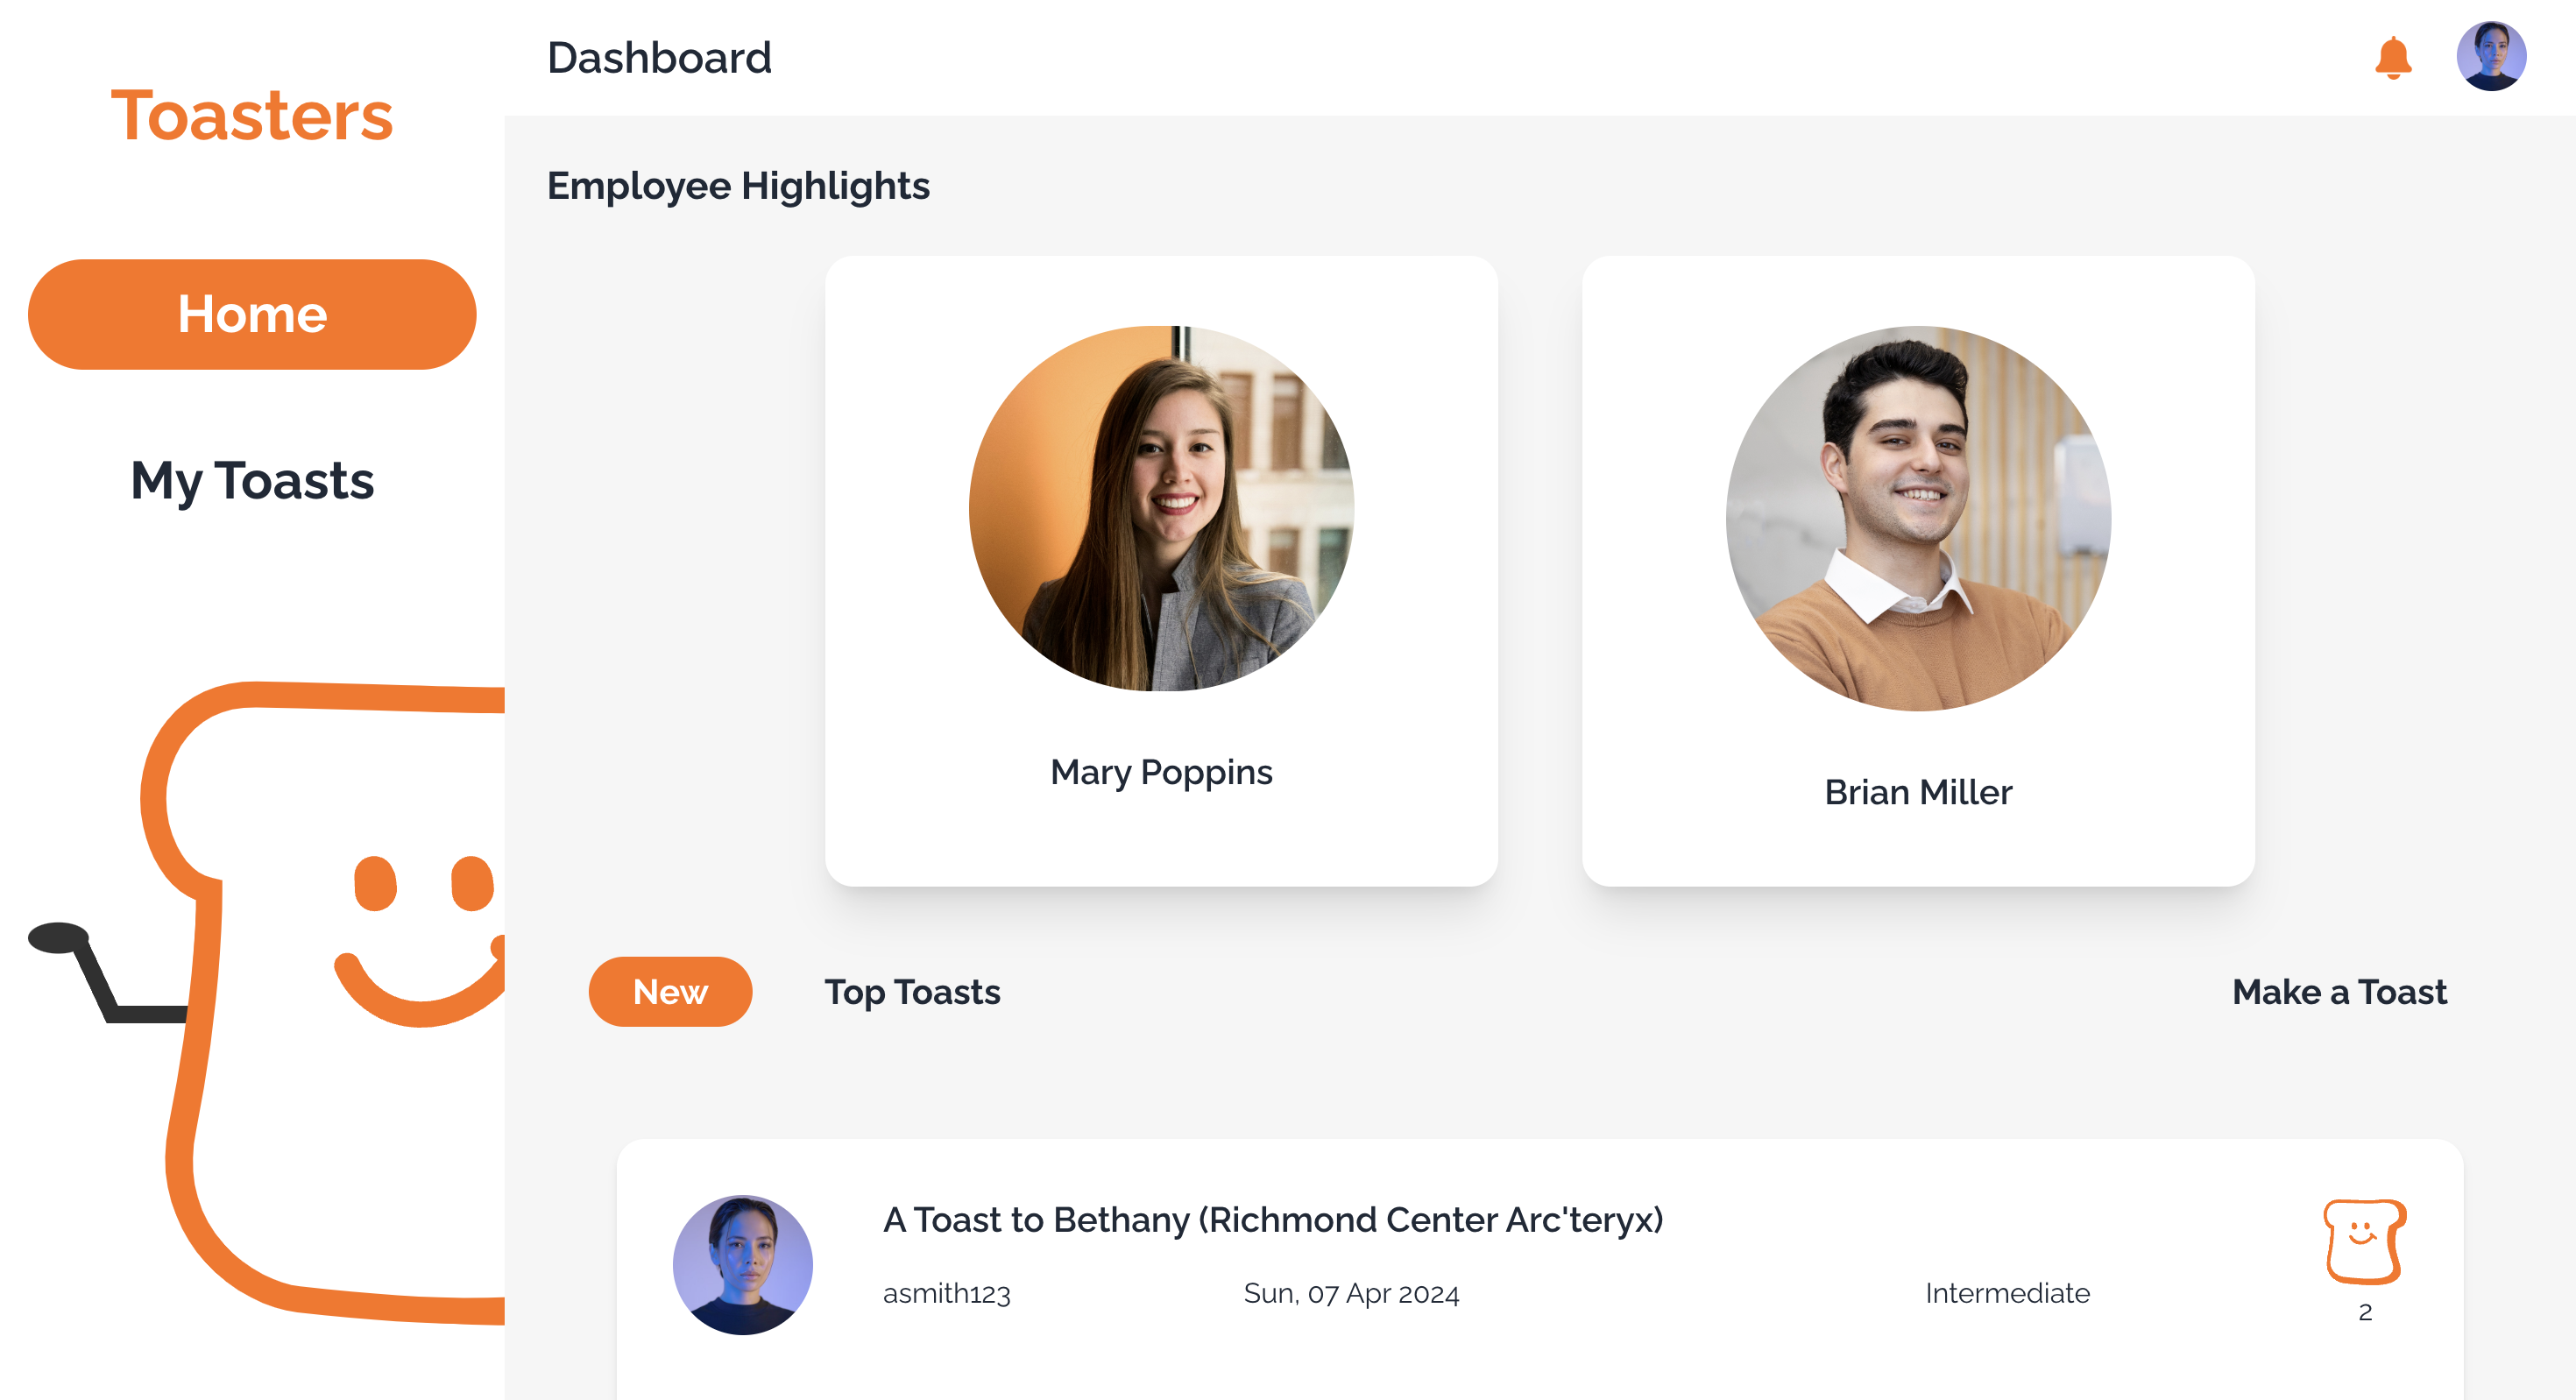 Toasters
Home
My Toasts
Dashboard
Employee Highlights
Mary Poppins
Brian Miller
New
Top Toasts
Make a Toast
A Toast to Bethany (Richmond Center Arc'teryx)
asmith123
Sun, 07 Apr 2024
Intermediate
2